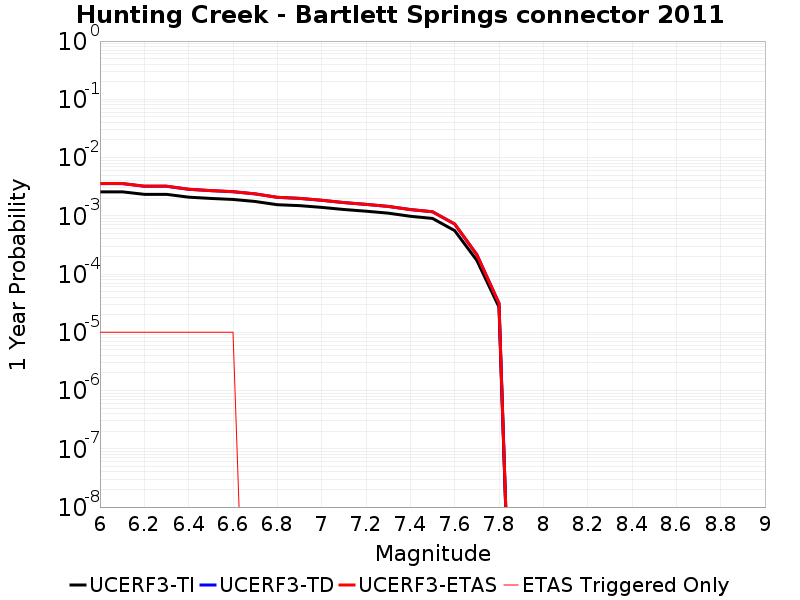 Hunting Creek - Bartlett Springs connector 2011
10^0
10^-1
10^-2
10^-3
10^-4
10^-5
10^-6
10^-7
10^-8
1 Year Probability
6 6.2 6.4 6.6 6.8 7 7.2 7.4 7.6 7.8 8 8.2 8.4 8.6 8.8 9
Magnitude
UCERF3-TI UCERF3-TD UCERF3-ETAS ETAS Triggered Only